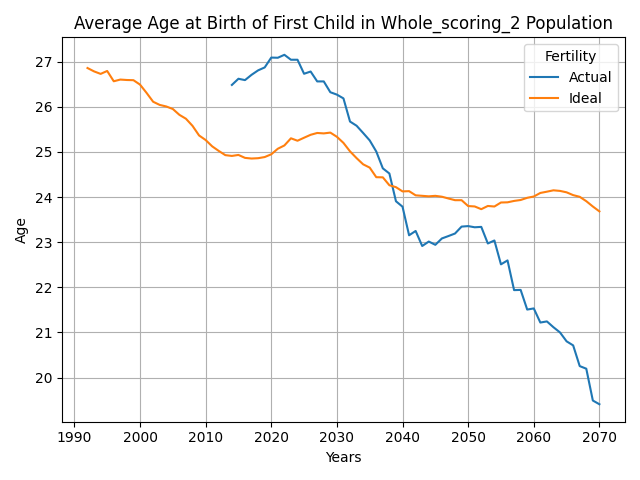 Average Age at Birth of First Child in Whole_scoring_2 Population
Fertility
Actual
Ideal
27
26
25
24
23
22
21
20
Age
1990
2000
2010
2020
2030
2040
2050
2060
2070
Years